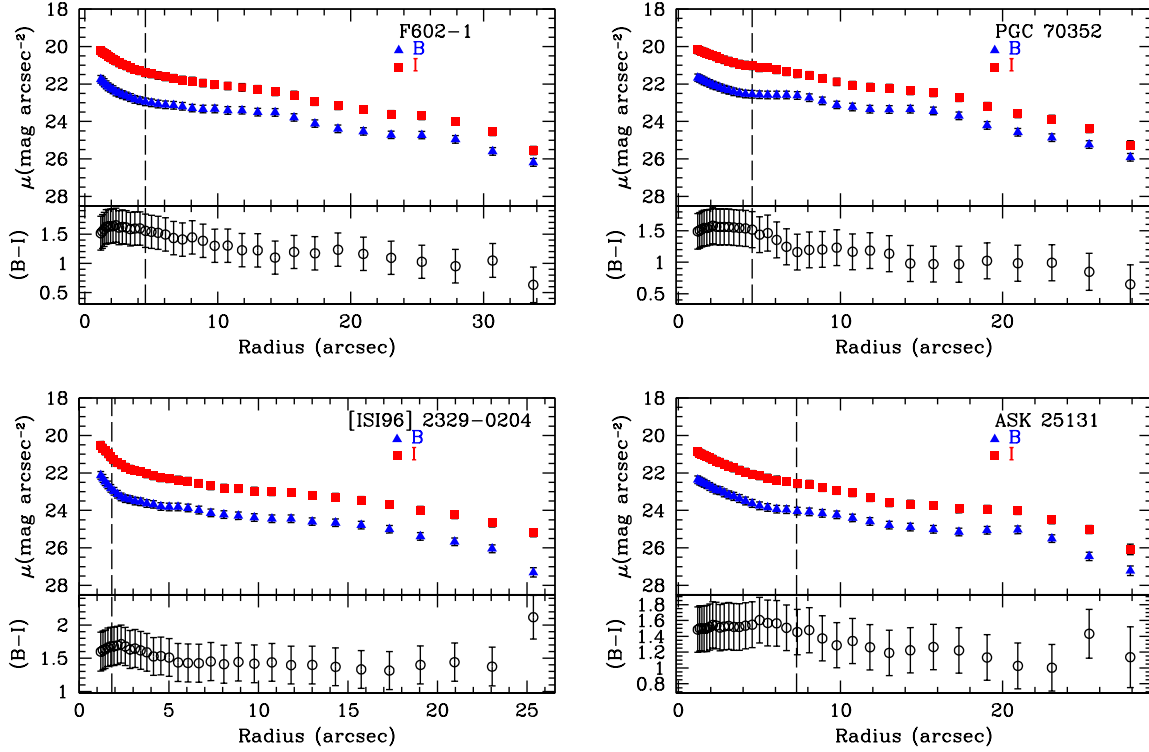 F602-1
B
I
μ(mag arcsec⁻²)
18
20
22
24
26
28
(B-I)
1.5
1
0.5
0
10
20
30
Radius (arcsec)
PGC 70352
B
I
μ(mag arcsec⁻²)
18
20
22
24
26
28
(B-I)
1.5
1
0.5
0
10
20
Radius (arcsec)
[ISI96] 2329-0204
B
I
μ(mag arcsec⁻²)
18
20
22
24
26
28
(B-I)
2
1.5
1
0
5
10
15
20
25
Radius (arcsec)
ASK 25131
B
I
μ(mag arcsec⁻²)
18
20
22
24
26
28
(B-I)
1.8
1.6
1.4
1.2
1
0.8
0
10
20
Radius (arcsec)